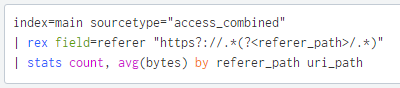 index=main sourcetype="access_combined"
| rex field=referer "https?://.*(?<referer_path>/.*)"
| stats count, avg(bytes) by referer_path uri_path